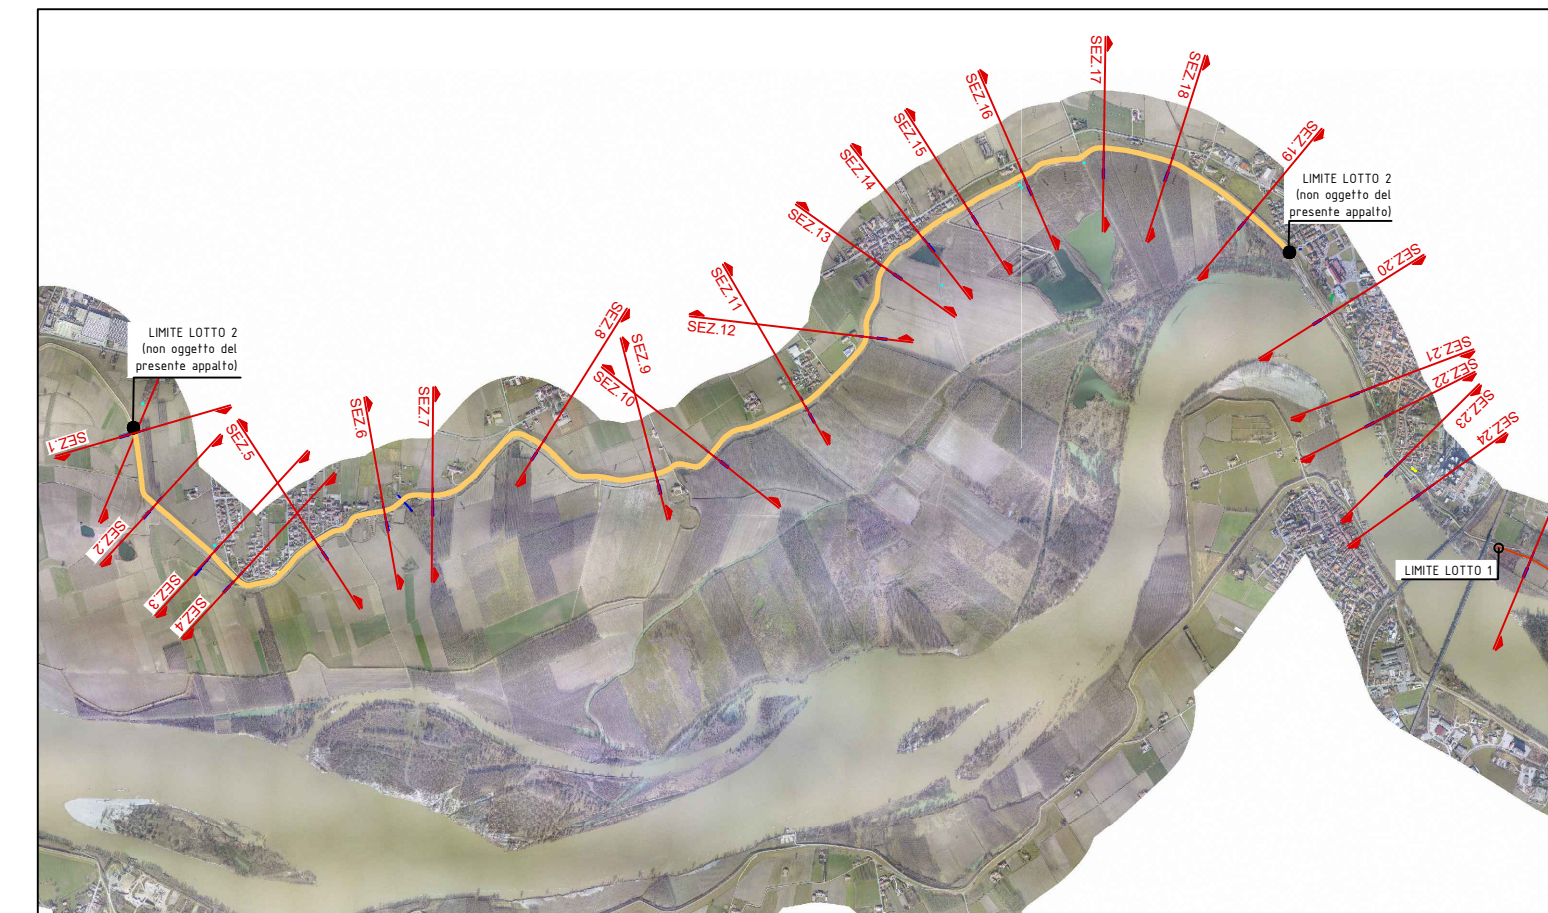 LIMITE LOTTO 2
(non oggetto del
presente appalto)
SEZ.1
SEZ.2
SEZ.3
SEZ.4
SEZ.5
SEZ.6
SEZ.7
SEZ.8
SEZ.9
SEZ.10
SEZ.11
SEZ.12
SEZ.13
SEZ.14
SEZ.15
SEZ.16
SEZ.17
SEZ.18
SEZ.19
LIMITE LOTTO 2
(non oggetto del
presente appalto)
SEZ.20
SEZ.21
SEZ.22
SEZ.23
SEZ.24
LIMITE LOTTO 1